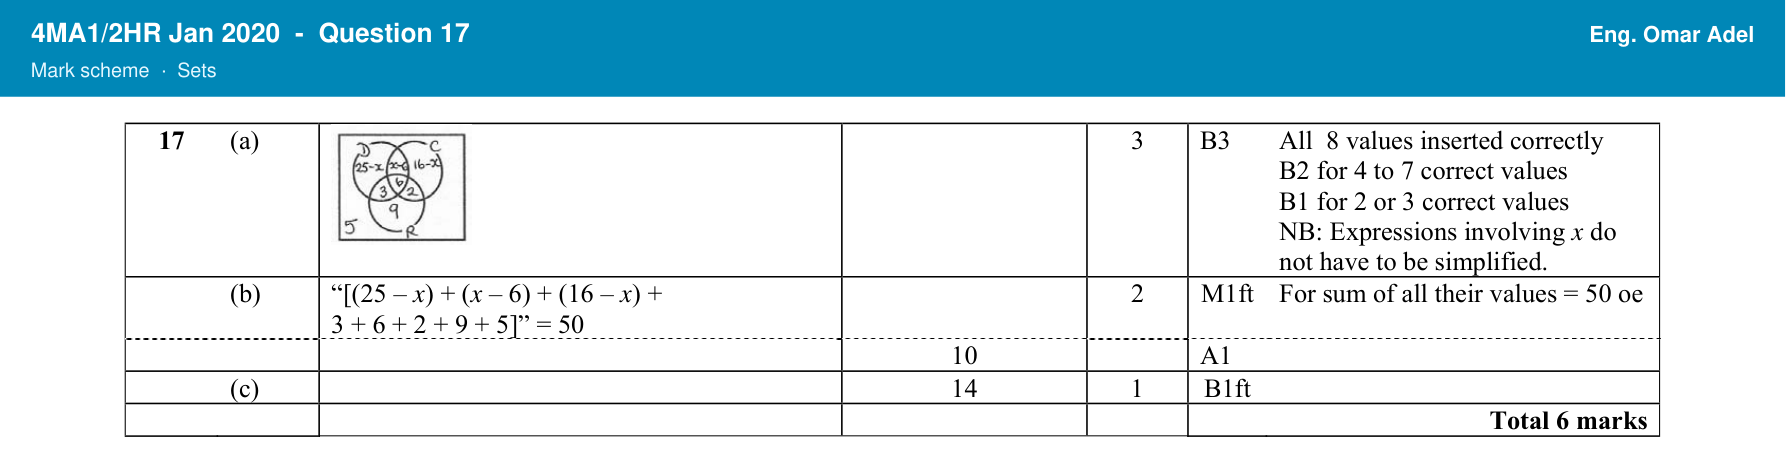 4MA1/2HR Jan 2020 - Question 17
Eng. Omar Adel
Mark scheme · Sets
17 (a) 3 B3 All 8 values inserted correctly
D C
25-x x-6 16-x
6
3 2
9
5 R
B2 for 4 to 7 correct values
B1 for 2 or 3 correct values
NB: Expressions involving x do
not have to be simplified.
(b) “[(25 – x) + (x – 6) + (16 – x) + 2 M1ft For sum of all their values = 50 oe
3 + 6 + 2 + 9 + 5]” = 50
10 A1
(c) 14 1 B1ft
Total 6 marks